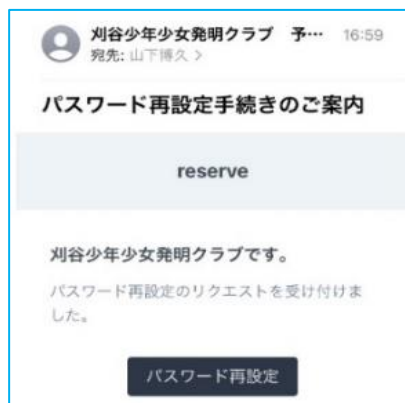 刈谷少年少女発明クラブ 予… 16:59
宛先: 山下博久 >
パスワード再設定手続きのご案内
reserve
刈谷少年少女発明クラブです。
パスワード再設定のリクエストを受け付けま
した。
パスワード再設定